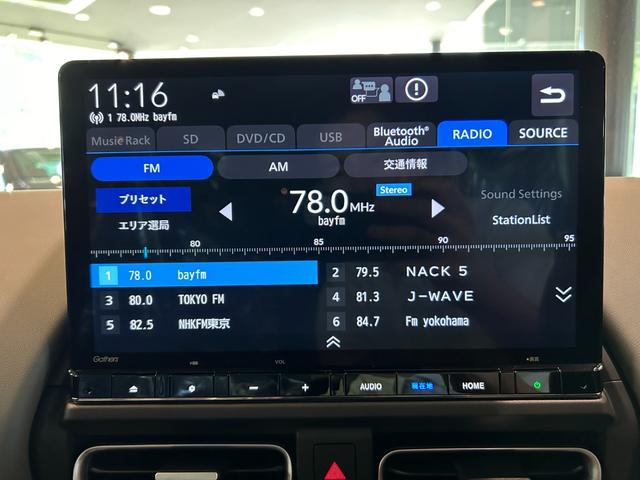 11:16
OFF
1 78.0MHz bayfm
Music Rack SD DVD/CD USB Bluetooth® Audio RADIO SOURCE
FM AM 交通情報
プリセット 78.0MHz Stereo Sound Settings
エリア選局 bayfm StationList
80 85 90 95
1 78.0 bayfm 2 79.5 NACK 5
3 80.0 TOKYO FM 4 81.3 J-WAVE
5 82.5 NHKFM東京 6 84.7 Fm yokohama
Gathers VOL
− + AUDIO 現在地 HOME